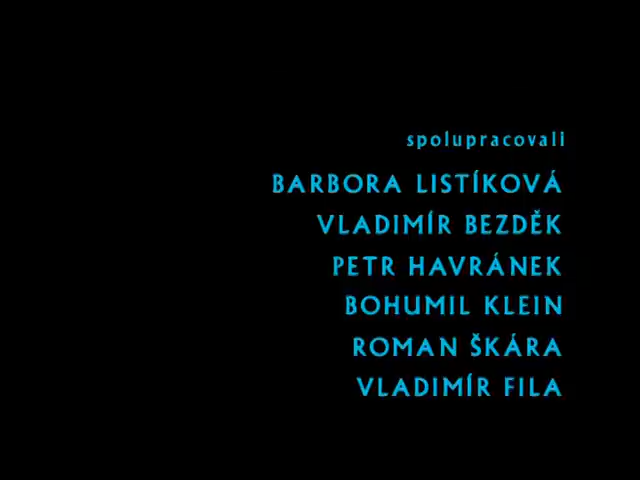 spolupracovali
BARBORA LISTÍKOVÁ
VLADIMÍR BEZDĚK
PETR HAVRÁNEK
BOHUMIL KLEIN
ROMAN ŠKÁRA
VLADIMÍR FILA